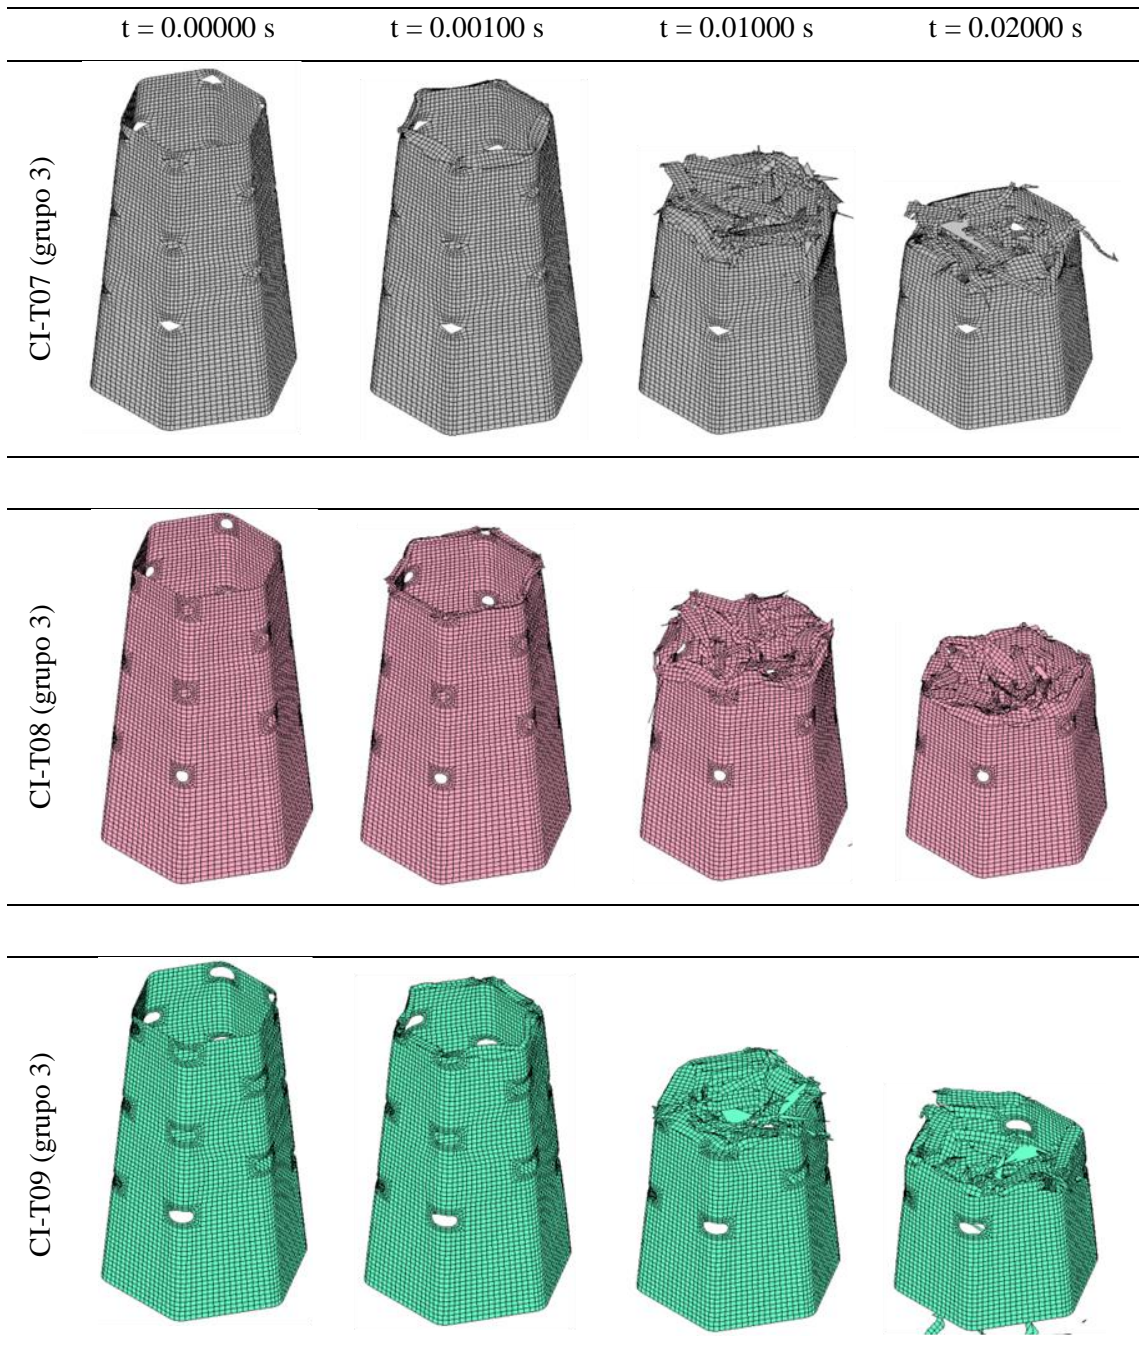 t = 0.00000 s t = 0.00100 s t = 0.01000 s t = 0.02000 s
CI-T07 (grupo 3)
CI-T08 (grupo 3)
CI-T09 (grupo 3)